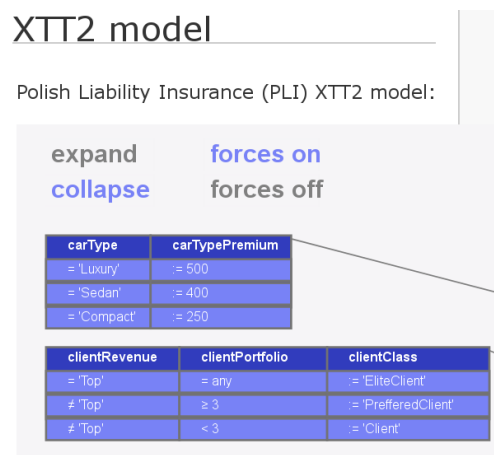 XTT2 model
Polish Liability Insurance (PLI) XTT2 model:
expand forces on
collapse forces off
carType carTypePremium
= 'Luxury' := 500
= 'Sedan' := 400
= 'Compact' := 250
clientRevenue clientPortfolio clientClass
= 'Top' = any := 'EliteClient'
≠ 'Top' ≥ 3 := 'PrefferedClient'
≠ 'Top' < 3 := 'Client'